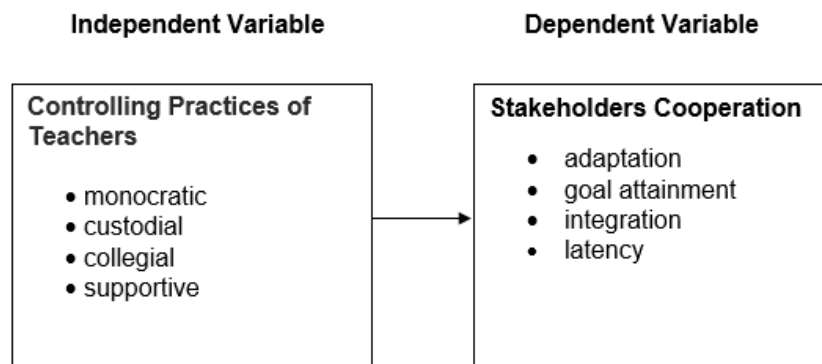 Independent Variable
Dependent Variable
Controlling Practices of
Teachers
• monocratic
• custodial
• collegial
• supportive
Stakeholders Cooperation
• adaptation
• goal attainment
• integration
• latency